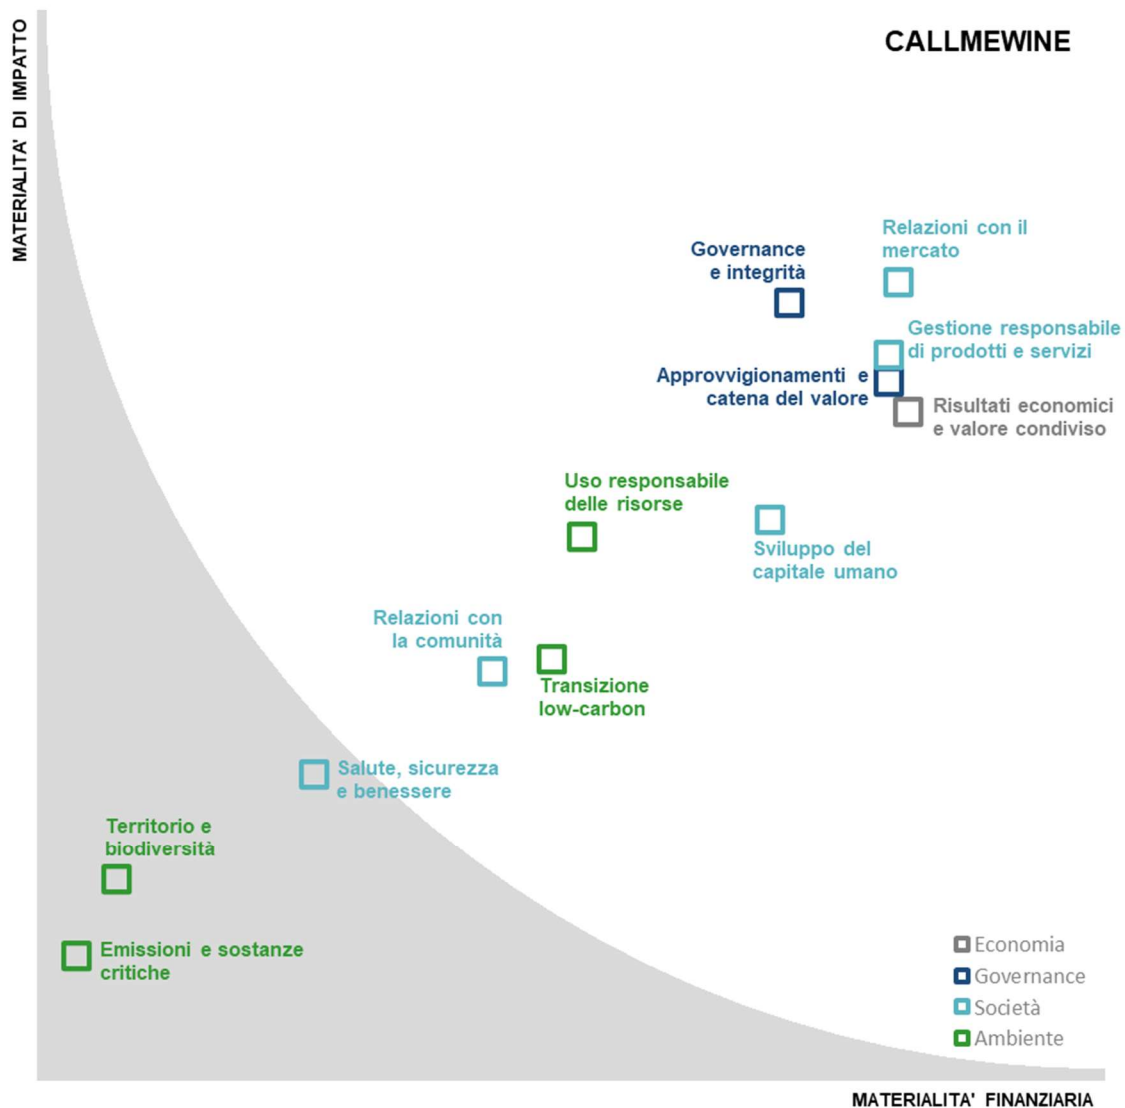 CALLMEWINE
MATERIALITA' DI IMPATTO
Relazioni con il
mercato
Governance
e integrità
Gestione responsabile
di prodotti e servizi
Approvvigionamenti e
catena del valore
Risultati economici
e valore condiviso
Uso responsabile
delle risorse
Sviluppo del
capitale umano
Relazioni con
la comunità
Transizione
low-carbon
Salute, sicurezza
e benessere
Territorio e
biodiversità
Emissioni e sostanze
critiche
Economia
Governance
Società
Ambiente
MATERIALITA' FINANZIARIA